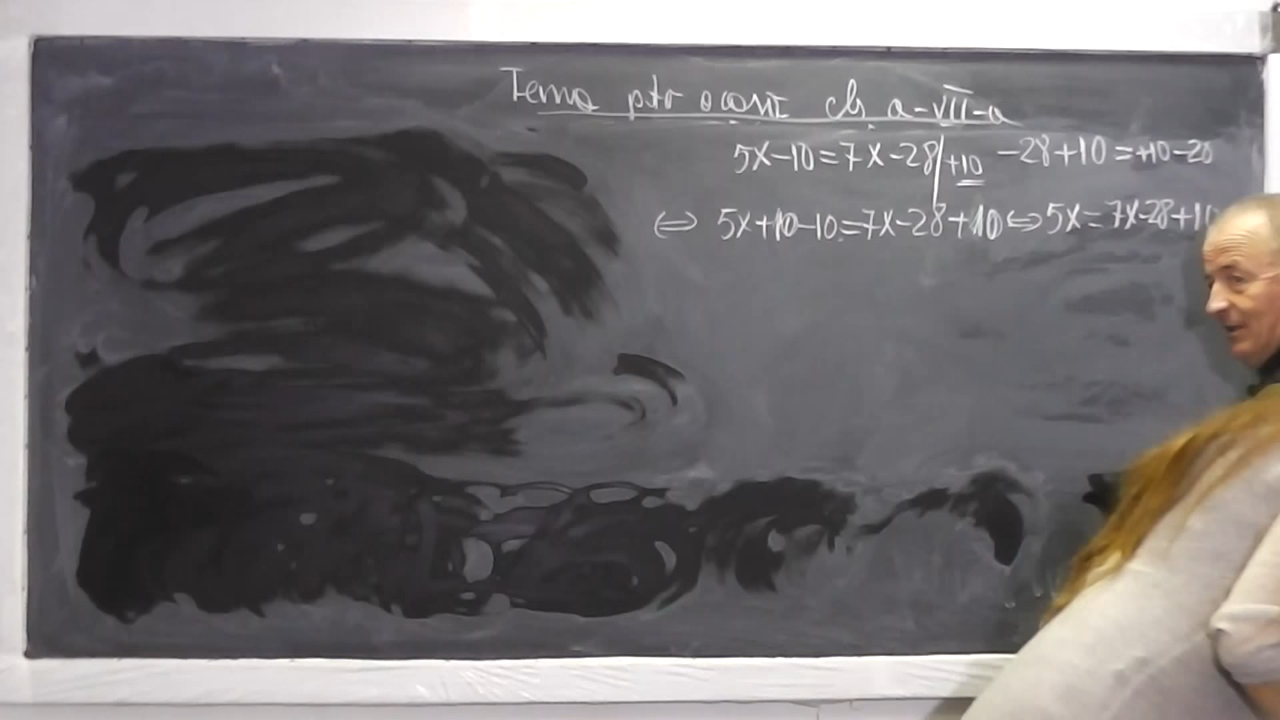 Tema ptr cls a-VII-a
5x-10=7x-28|+10 -28+10=+10-28
⇔ 5x+10-10=7x-28+10⇔5x=7x-28+10